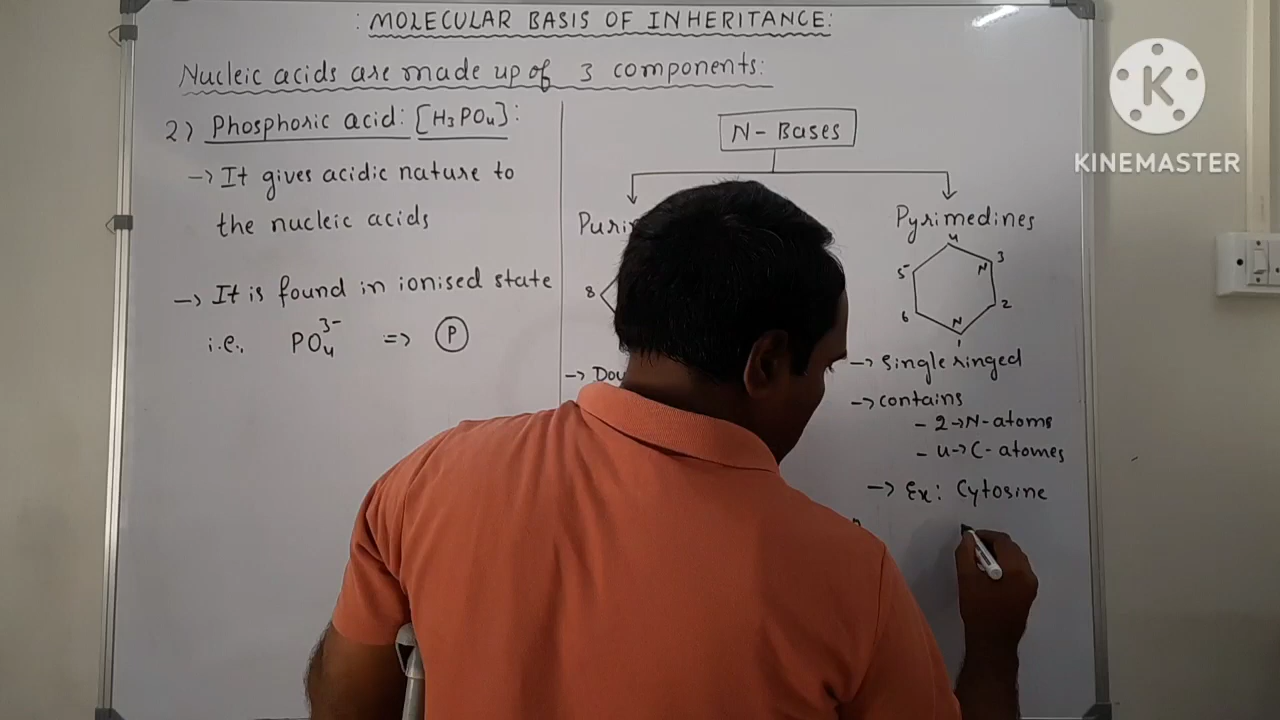 : MOLECULAR BASIS OF INHERITANCE:
Nucleic acids are made up of 3 components:
2) Phosphoric acid: [H3PO4]:
-> It gives acidic nature to
the nucleic acids
-> It is found in ionised state
i.e., PO4 3- => P
N-Bases
Pyrimedines
4
5
3
N
6
2
N
1
-> Single ringed
-> contains
- 2->N-atoms
- 4->C-atomes
-> Ex: Cytosine
8
K
KINEMASTER